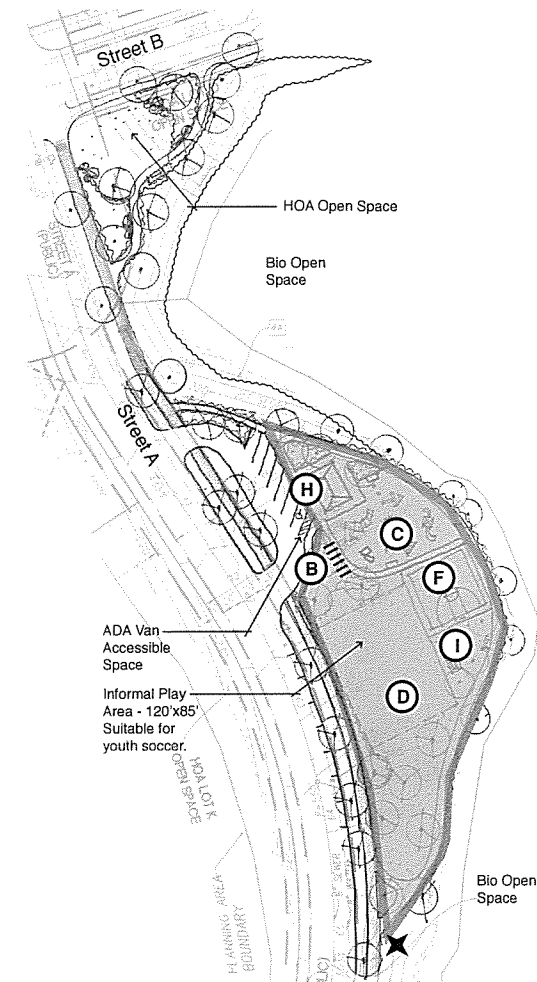 Street B
HOA Open Space
STREET A
(PUBLIC)
Bio Open
Space
Street A
H
C
B
F
I
D
ADA Van
Accessible
Space
Informal Play
Area - 120'x85'
Suitable for
youth soccer.
HOA LOT K
OPEN SPACE
PLANNING AREA
BOUNDARY
Bio Open
Space